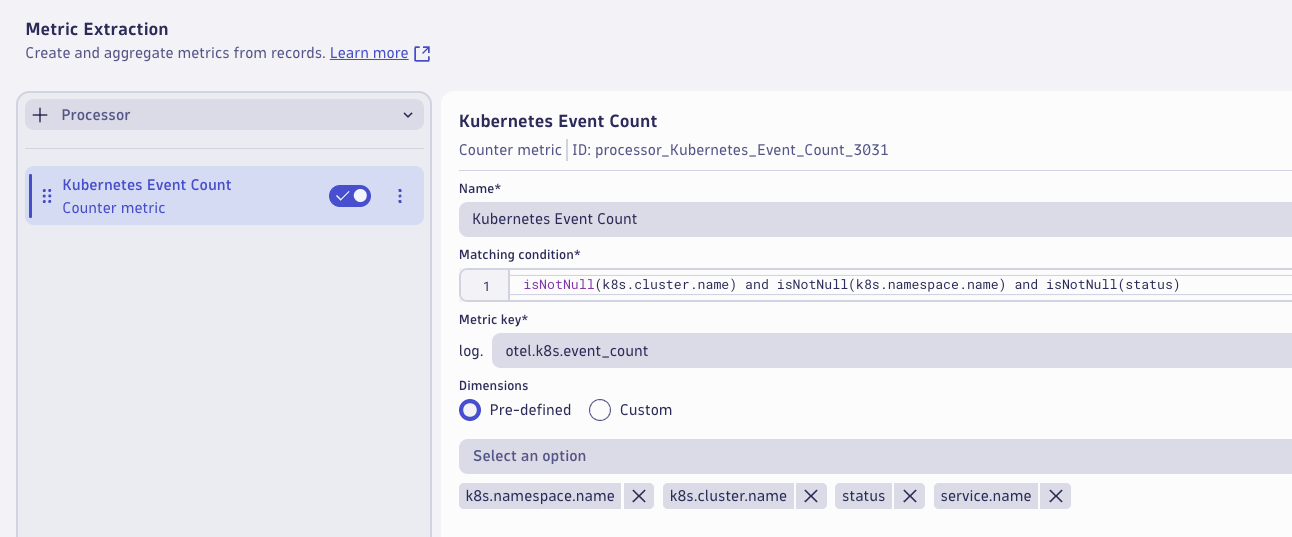 Metric Extraction
Create and aggregate metrics from records. Learn more
Processor
Kubernetes Event Count
Counter metric
Kubernetes Event Count
Counter metric ID: processor_Kubernetes_Event_Count_3031
Name*
Kubernetes Event Count
Matching condition*
1 isNotNull(k8s.cluster.name) and isNotNull(k8s.namespace.name) and isNotNull(status)
Metric key*
log. otel.k8s.event_count
Dimensions
Pre-defined Custom
Select an option
k8s.namespace.name k8s.cluster.name status service.name